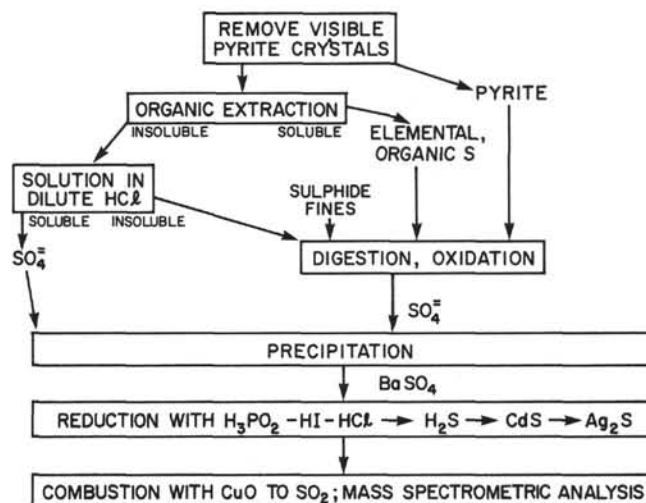 REMOVE VISIBLE
PYRITE CRYSTALS
PYRITE
ORGANIC EXTRACTION
INSOLUBLE SOLUBLE
ELEMENTAL,
ORGANIC S
SOLUTION IN
DILUTE HCℓ
SOLUBLE INSOLUBLE
SULPHIDE
FINES
SO₄⁼
DIGESTION, OXIDATION
SO₄⁼
PRECIPITATION
BaSO₄
REDUCTION WITH H₃PO₂ -HI-HCℓ → H₂S → CdS → Ag₂S
COMBUSTION WITH CuO TO SO₂; MASS SPECTROMETRIC ANALYSIS